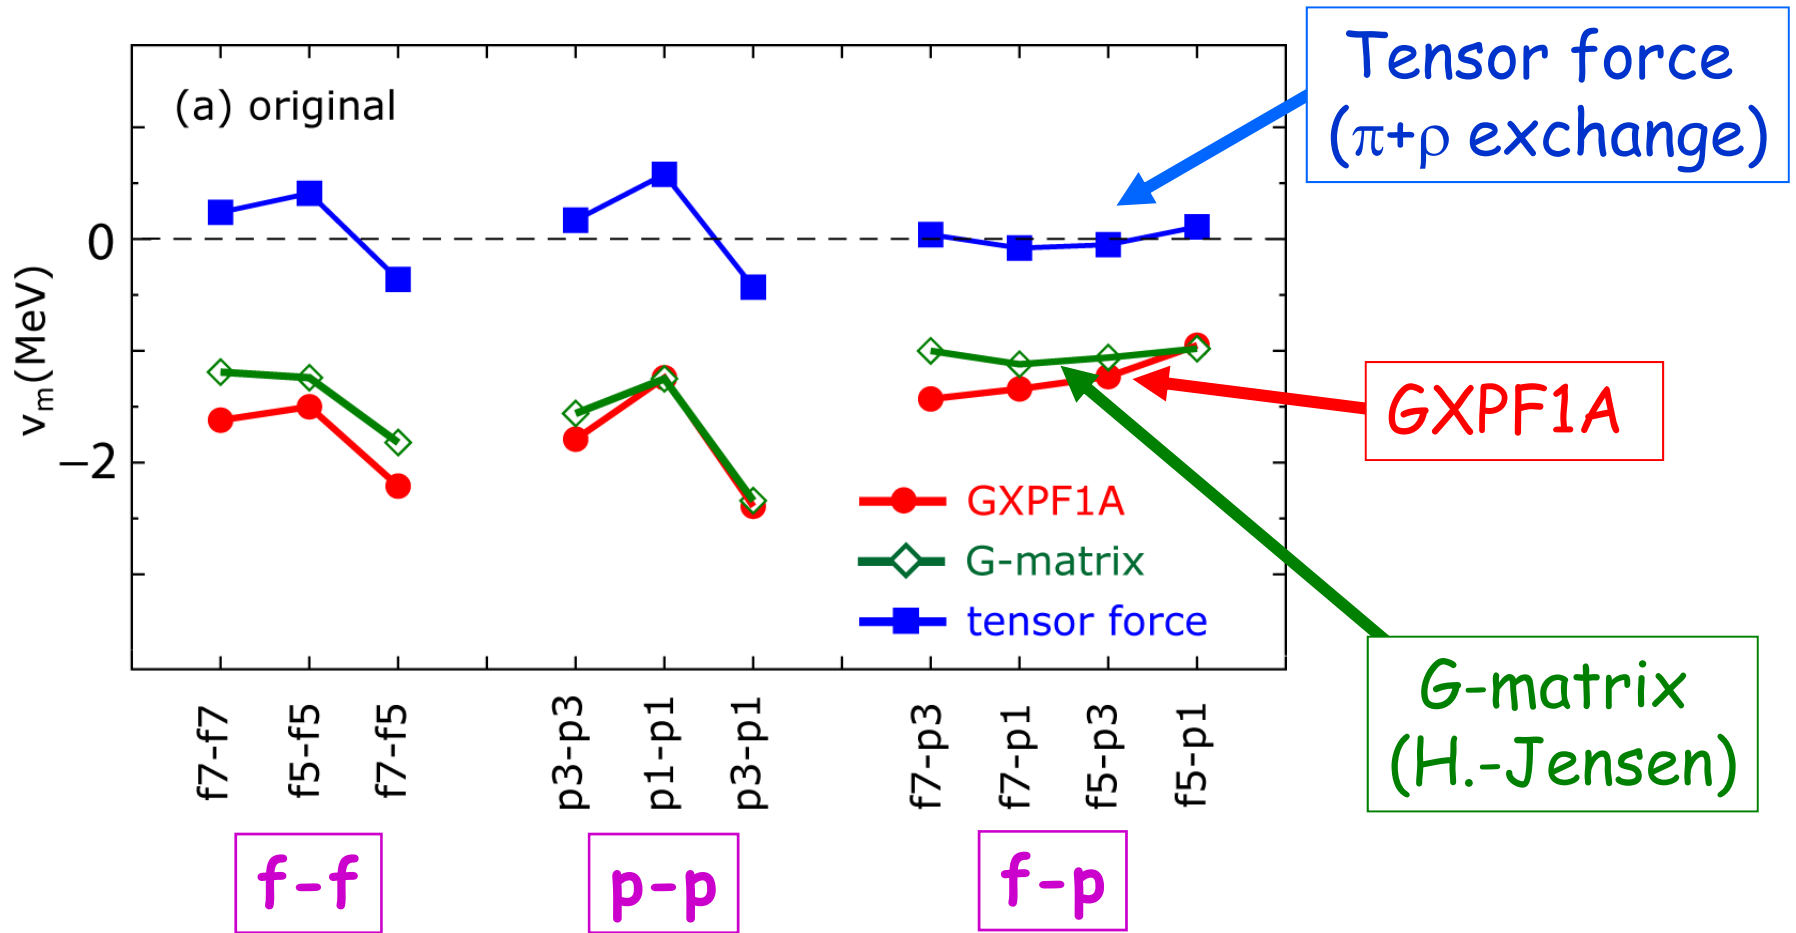 Tensor force
(π+ρ exchange)
(a) original
0
−2
vm(MeV)
GXPF1A
GXPF1A
G-matrix
tensor force
G-matrix
(H.-Jensen)
f7-f7
f5-f5
f7-f5
p3-p3
p1-p1
p3-p1
f7-p3
f7-p1
f5-p3
f5-p1
f-f
p-p
f-p